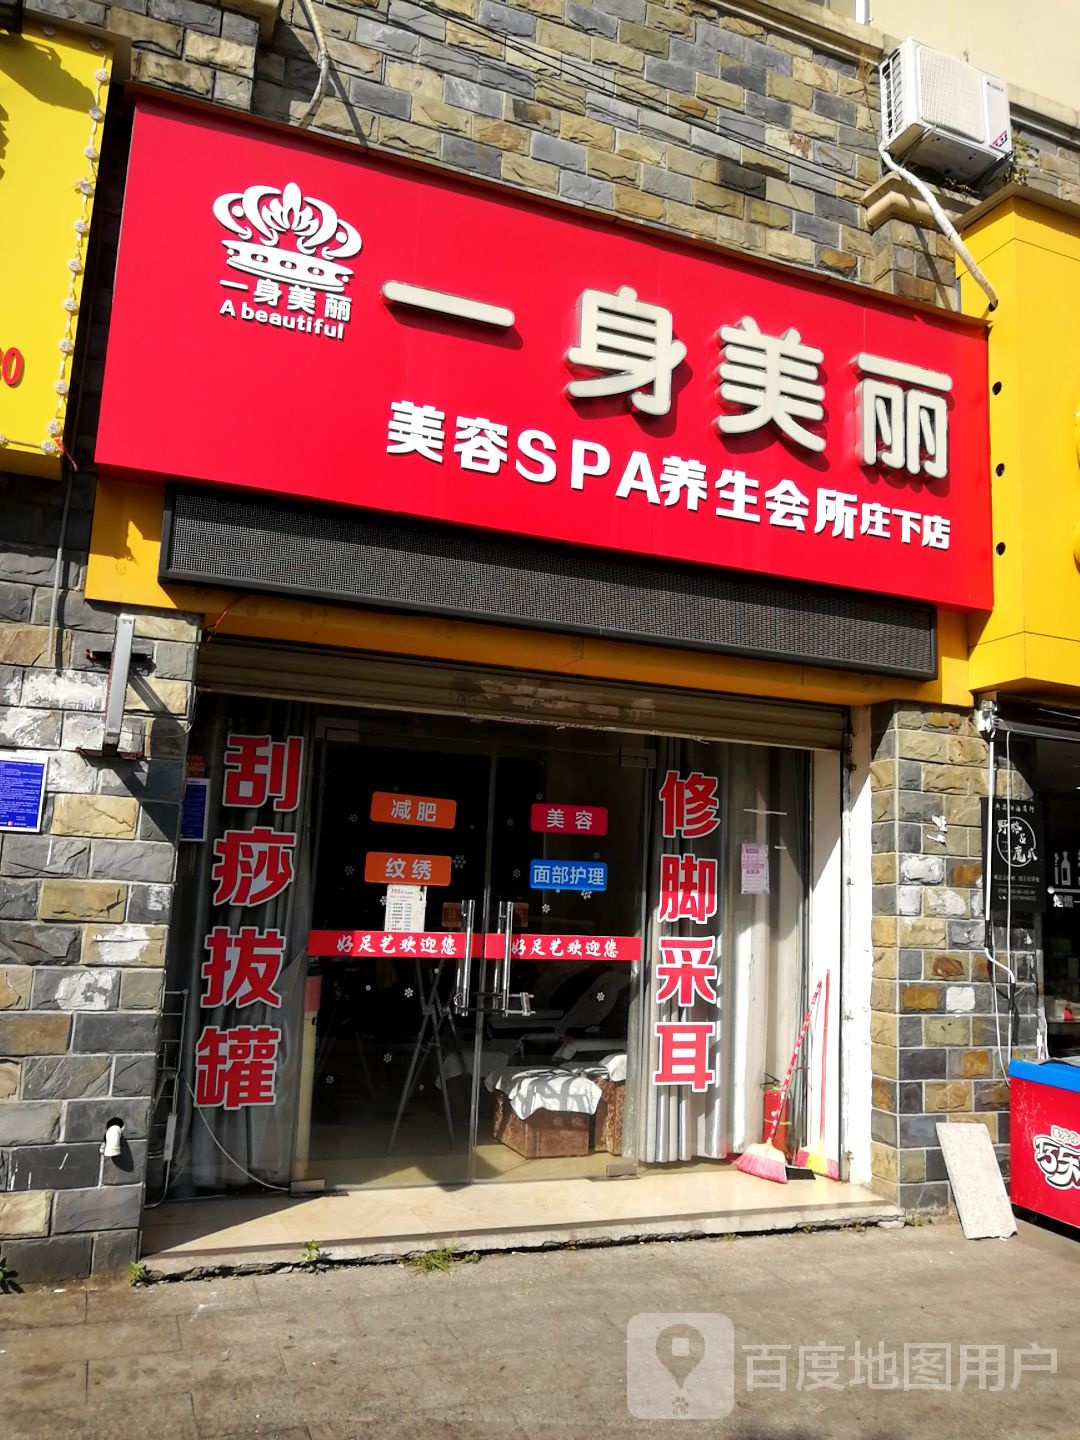 一身美丽
A beautiful
一身美丽
美容SPA养生会所庄下店
刮痧拔罐
减肥
美容
纹绣
面部护理
修脚采耳
好足艺欢迎您
好足艺欢迎您
百度地图用户